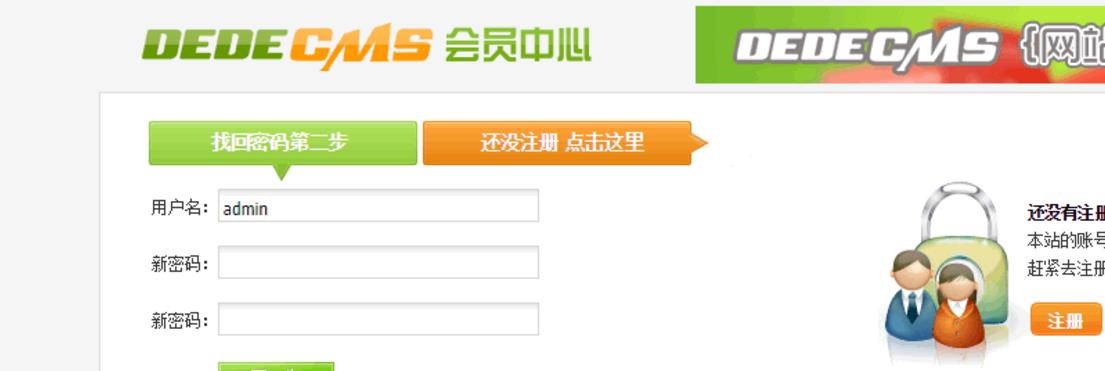 DEDECMS 会员中心
DEDECMS {网站
找回密码第二步
还没注册 点击这里
用户名：admin
新密码：
新密码：
还没有注册
本站的账号
赶紧去注册
注册